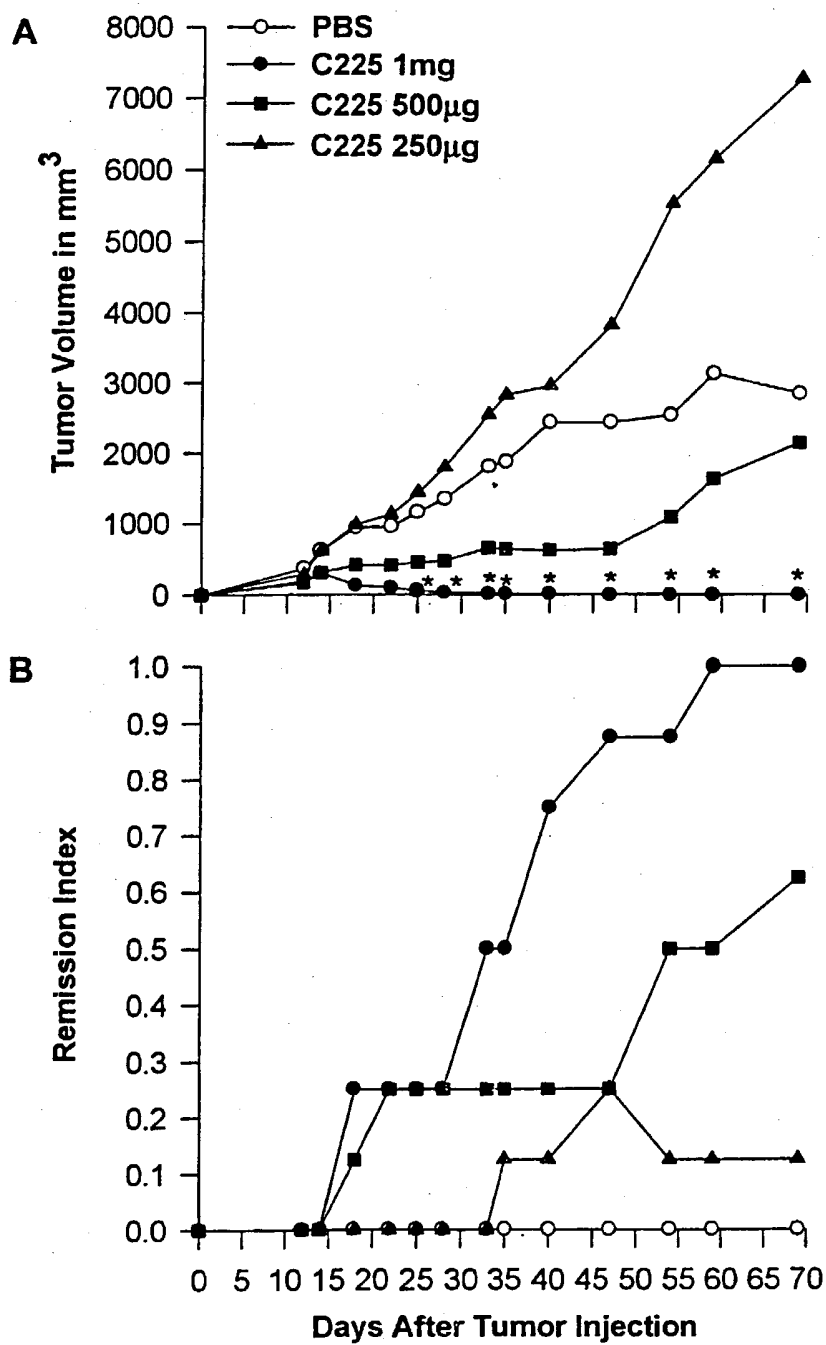 A
PBS
C225 1mg
C225 500µg
C225 250µg
8000
7000
6000
5000
4000
3000
2000
1000
0
Tumor Volume in mm³
* * * * * * * * *
B
1.0
0.9
0.8
0.7
0.6
0.5
0.4
0.3
0.2
0.1
0.0
Remission Index
0 5 10 15 20 25 30 35 40 45 50 55 60 65 70
Days After Tumor Injection